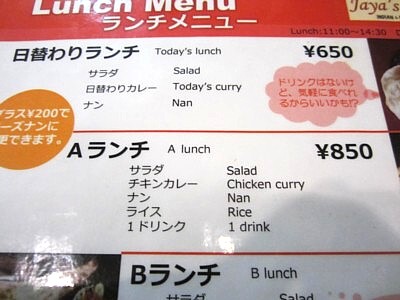 Lunch Menu
ランチメニュー
Jaya's
INDIAN
Lunch:11:00~14:30
日替わりランチ Today's lunch ¥650
サラダ Salad
日替わりカレー Today's curry
ナン Nan
ドリンクはないけ
ど、気軽に食べれ
るからいいかも!?
プラス¥200で
ーズナンに
更できます。
Aランチ A lunch ¥850
サラダ Salad
チキンカレー Chicken curry
ナン Nan
ライス Rice
1ドリンク 1 drink
Bランチ B lunch
サラダ Salad